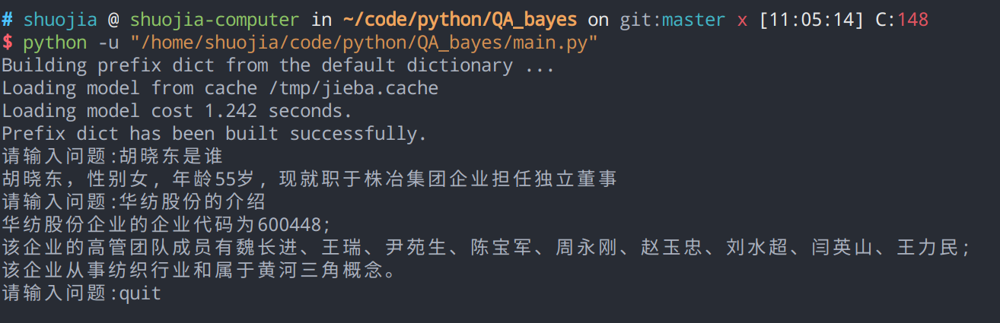 # shuojia @ shuojia-computer in ~/code/python/QA_bayes on git:master x [11:05:14] C:148
$ python -u "/home/shuojia/code/python/QA_bayes/main.py"
Building prefix dict from the default dictionary ...
Loading model from cache /tmp/jieba.cache
Loading model cost 1.242 seconds.
Prefix dict has been built successfully.
请输入问题:胡晓东是谁
胡晓东，性别女, 年龄55岁, 现就职于株冶集团企业担任独立董事
请输入问题:华纺股份的介绍
华纺股份企业的企业代码为600448;
该企业的高管团队成员有魏长进、王瑞、尹苑生、陈宝军、周永刚、赵玉忠、刘水超、闫英山、王力民;
该企业从事纺织行业和属于黄河三角概念。
请输入问题:quit